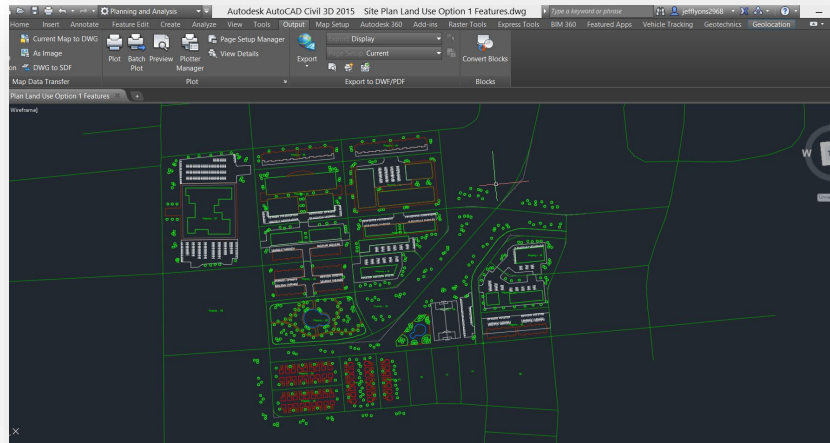 Planning and Analysis Autodesk AutoCAD Civil 3D 2015 Site Plan Land Use Option 1 Features.dwg Type a keyword or phrase jefflyons2968
Home Insert Annotate Feature Edit Create Analyze View Tools Output Map Setup Autodesk 360 Add-ins Raster Tools Express Tools BIM 360 Featured Apps Vehicle Tracking Geotechnics Geolocation
Current Map to DWG Page Setup Manager Display
As Image View Details Current
on DWG to SDF Plot Batch Plot Preview Plotter Manager Export Convert Blocks
Map Data Transfer Plot Export to DWF/PDF Blocks
Plan Land Use Option 1 Features
Wireframe]
W